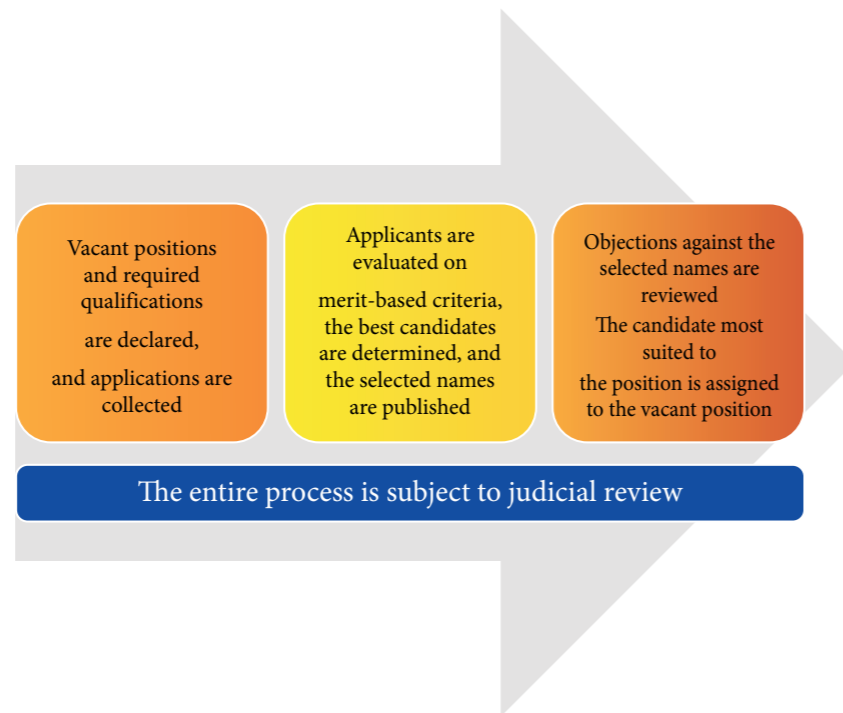 Vacant positions
and required
qualifications
are declared,
and applications are
collected
Applicants are
evaluated on
merit-based criteria,
the best candidates
are determined, and
the selected names
are published
Objections against the
selected names are
reviewed
The candidate most
suited to
the position is assigned
to the vacant position
The entire process is subject to judicial review